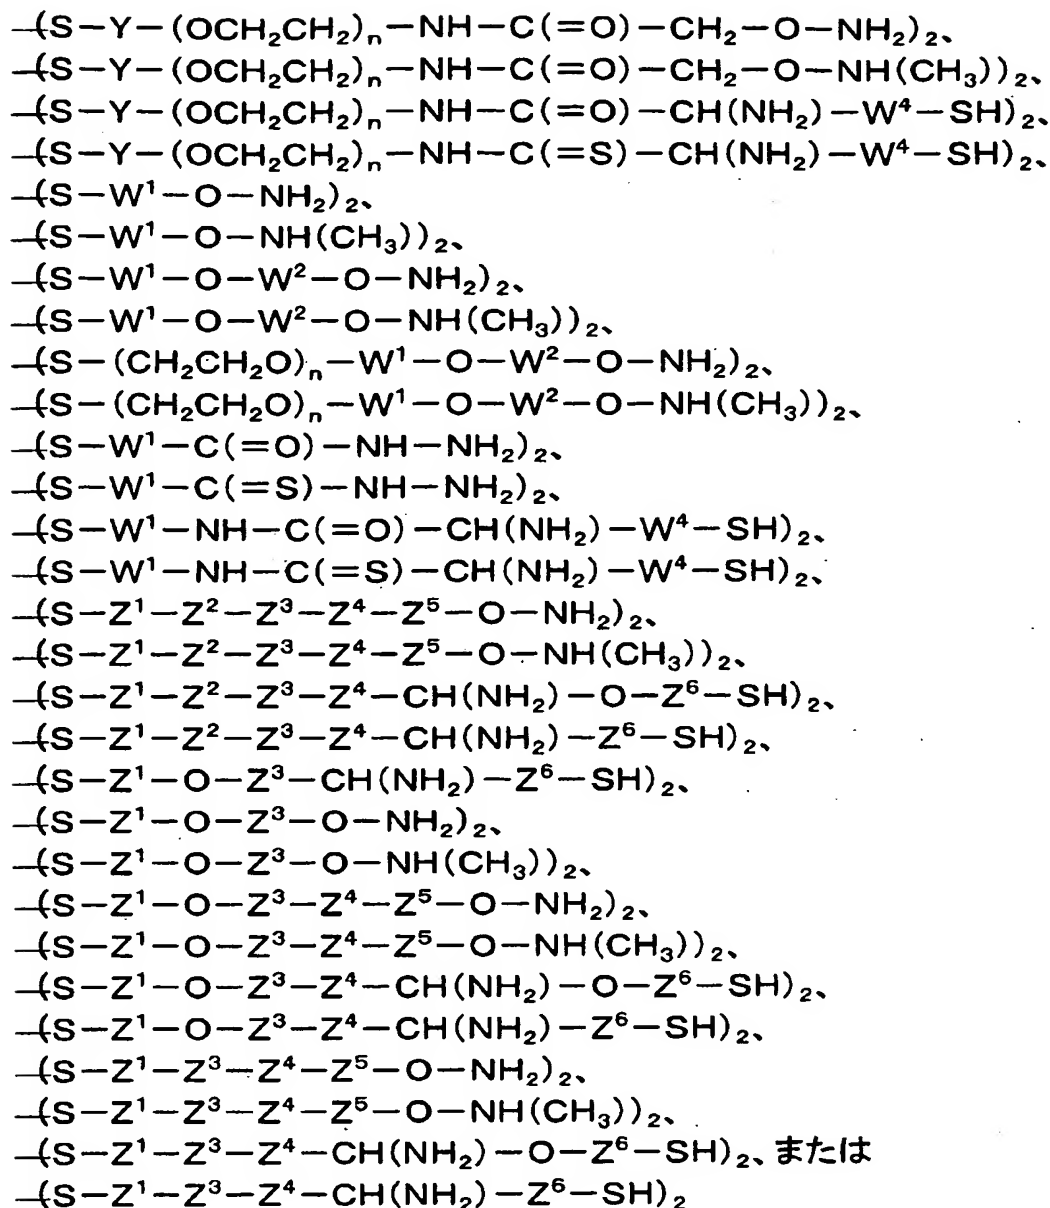 —(S—Y—(OCH₂CH₂)ₙ—NH—C(=O)—CH₂—O—NH₂)₂、
—(S—Y—(OCH₂CH₂)ₙ—NH—C(=O)—CH₂—O—NH(CH₃))₂、
—(S—Y—(OCH₂CH₂)ₙ—NH—C(=O)—CH(NH₂)—W⁴—SH)₂、
—(S—Y—(OCH₂CH₂)ₙ—NH—C(=S)—CH(NH₂)—W⁴—SH)₂、
—(S—W¹—O—NH₂)₂、
—(S—W¹—O—NH(CH₃))₂、
—(S—W¹—O—W²—O—NH₂)₂、
—(S—W¹—O—W²—O—NH(CH₃))₂、
—(S—(CH₂CH₂O)ₙ—W¹—O—W²—O—NH₂)₂、
—(S—(CH₂CH₂O)ₙ—W¹—O—W²—O—NH(CH₃))₂、
—(S—W¹—C(=O)—NH—NH₂)₂、
—(S—W¹—C(=S)—NH—NH₂)₂、
—(S—W¹—NH—C(=O)—CH(NH₂)—W⁴—SH)₂、
—(S—W¹—NH—C(=S)—CH(NH₂)—W⁴—SH)₂、
—(S—Z¹—Z²—Z³—Z⁴—Z⁵—O—NH₂)₂、
—(S—Z¹—Z²—Z³—Z�4—Z⁵—O—NH(CH₃))₂、
—(S—Z¹—Z²—Z³—Z⁴—CH(NH₂)—O—Z⁶—SH)₂、
—(S—Z¹—Z²—Z³—Z⁴—CH(NH₂)—Z⁶—SH)₂、
—(S—Z¹—O—Z³—CH(NH₂)—Z⁶—SH)₂、
—(S—Z¹—O—Z³—O—NH₂)₂、
—(S—Z¹—O—Z³—O—NH(CH₃))₂、
—(S—Z¹—O—Z³—Z⁴—Z⁵—O—NH₂)₂、
—(S—Z¹—O—Z³—Z⁴—Z⁵—O—NH(CH₃))₂、
—(S—Z¹—O—Z³—Z⁴—CH(NH₂)—O—Z⁶—SH)₂、
—(S—Z¹—O—Z³—Z⁴—CH(NH₂)—Z⁶—SH)₂、
—(S—Z¹—Z³—Z⁴—Z⁵—O—NH₂)₂、
—(S—Z¹—Z³—Z⁴—Z⁵—O—NH(CH₃))₂、
—(S—Z¹—Z³—Z⁴—CH(NH₂)—O—Z⁶—SH)₂、または
—(S—Z¹—Z³—Z⁴—CH(NH₂)—Z⁶—SH)₂